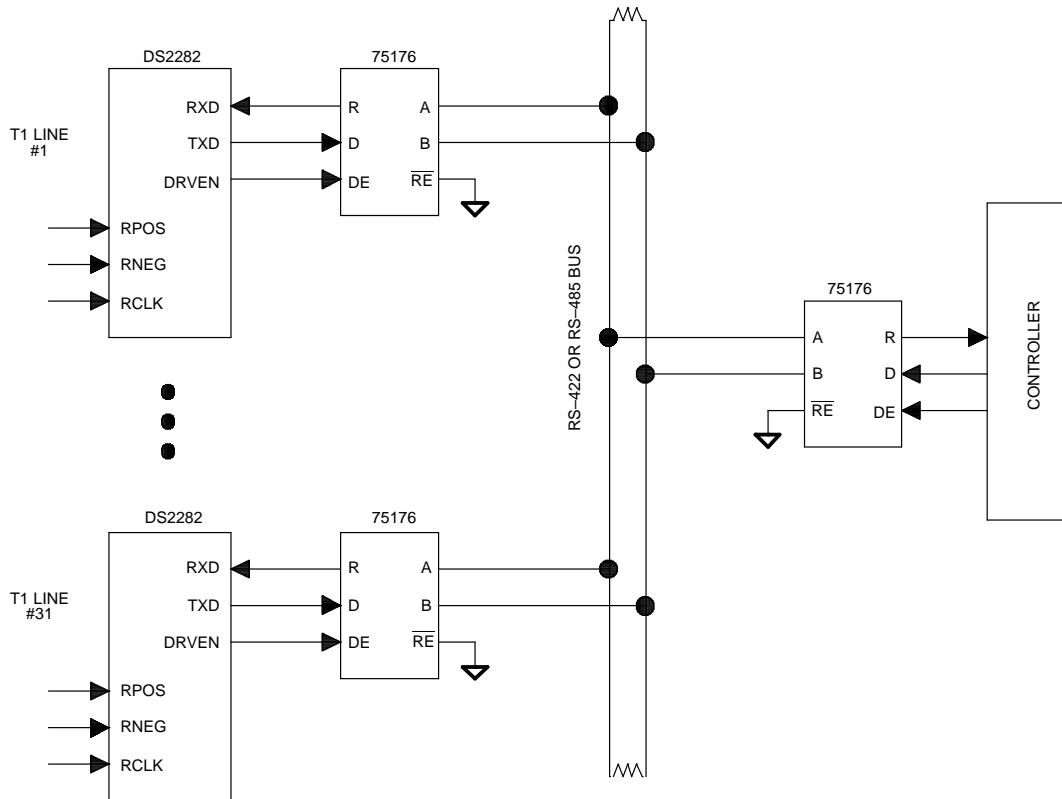 DS2282
75176
T1 LINE
#1
RXD
TXD
DRVEN
RPOS
RNEG
RCLK
R
D
DE
A
B
RE
RS–422 OR RS–485 BUS
75176
A
B
RE
R
D
DE
CONTROLLER
DS2282
75176
T1 LINE
#31
RXD
TXD
DRVEN
RPOS
RNEG
RCLK
R
D
DE
A
B
RE